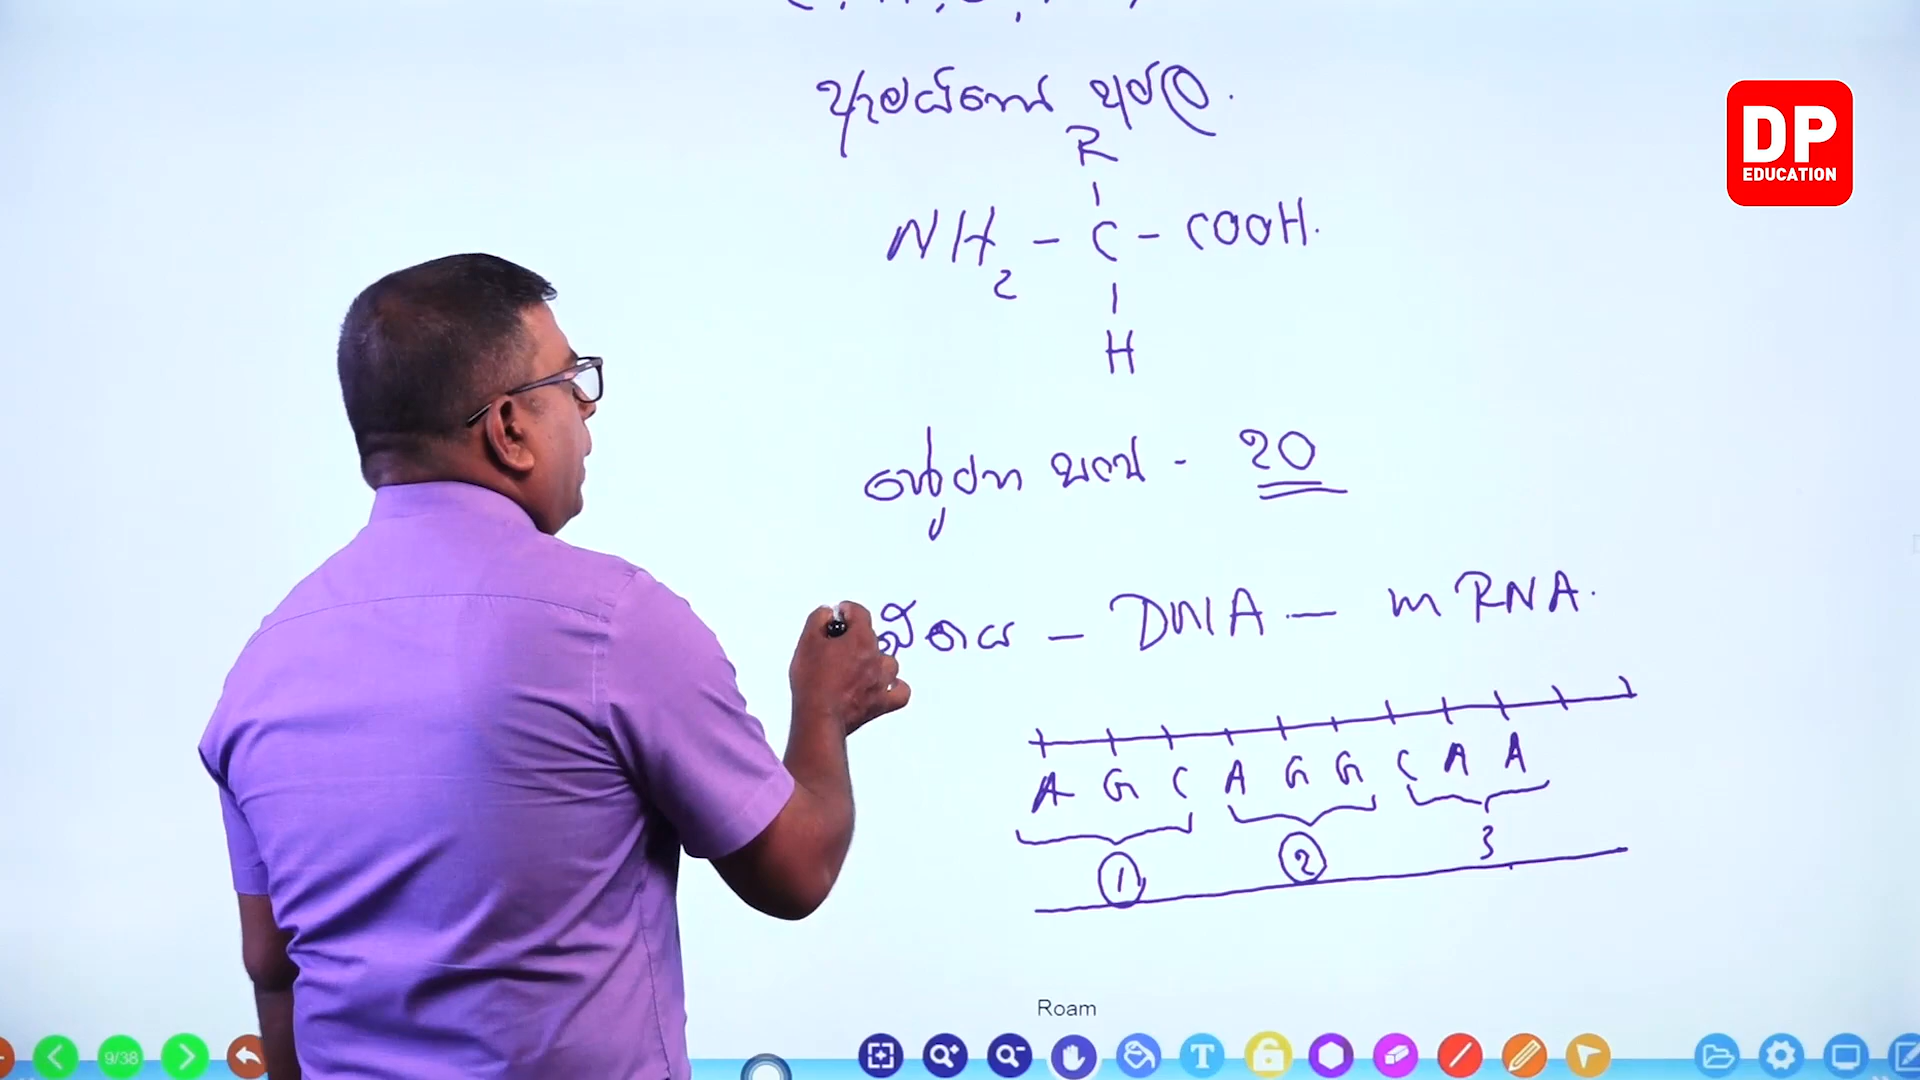 ඇමයිනෝ අම්ල.
R
NH2 - C - COOH.
H
20
DNA — mRNA.
A G C A G G C A A
1 2 3
DP
EDUCATION
Roam
9/38
T